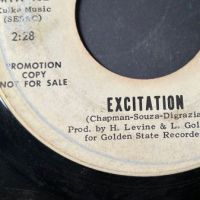 Kuika Music
(SESAC)
2:28
PROMOTION
COPY
NOT FOR SALE
EXCITATION
(Chapman-Souza-Digrazia
Prod. by H. Levine & L. Gol
for Golden State Recorde